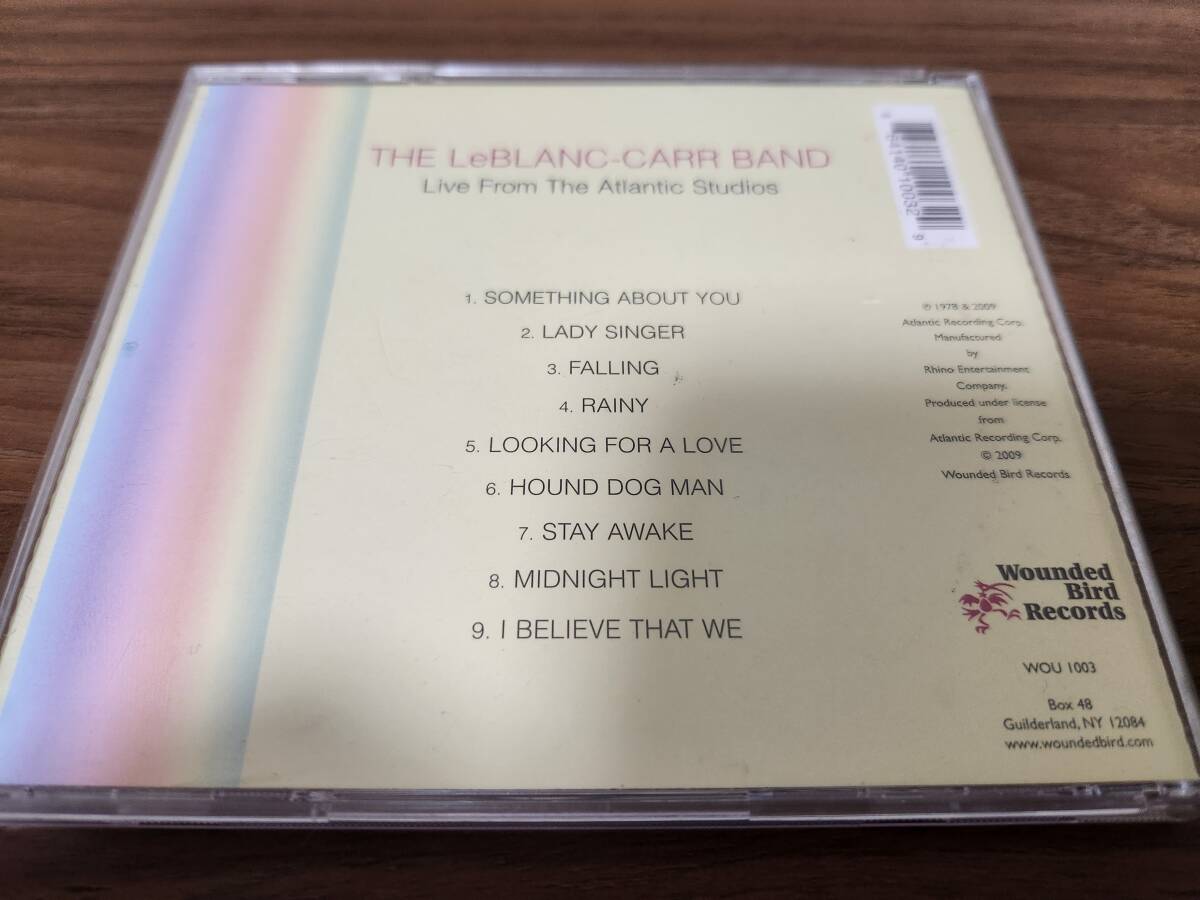 THE LeBLANC-CARR BAND
Live From The Atlantic Studios
1. SOMETHING ABOUT YOU
2. LADY SINGER
3. FALLING
4. RAINY
5. LOOKING FOR A LOVE
6. HOUND DOG MAN
7. STAY AWAKE
8. MIDNIGHT LIGHT
9. I BELIEVE THAT WE
℗ 1978 & 2009
Atlantic Recording Corp.
Manufactured
by
Rhino Entertainment
Company.
Produced under license
from
Atlantic Recording Corp.
© 2009
Wounded Bird Records
Wounded
Bird
Records
WOU 1003
Box 48
Guilderland, NY 12084
www.woundedbird.com